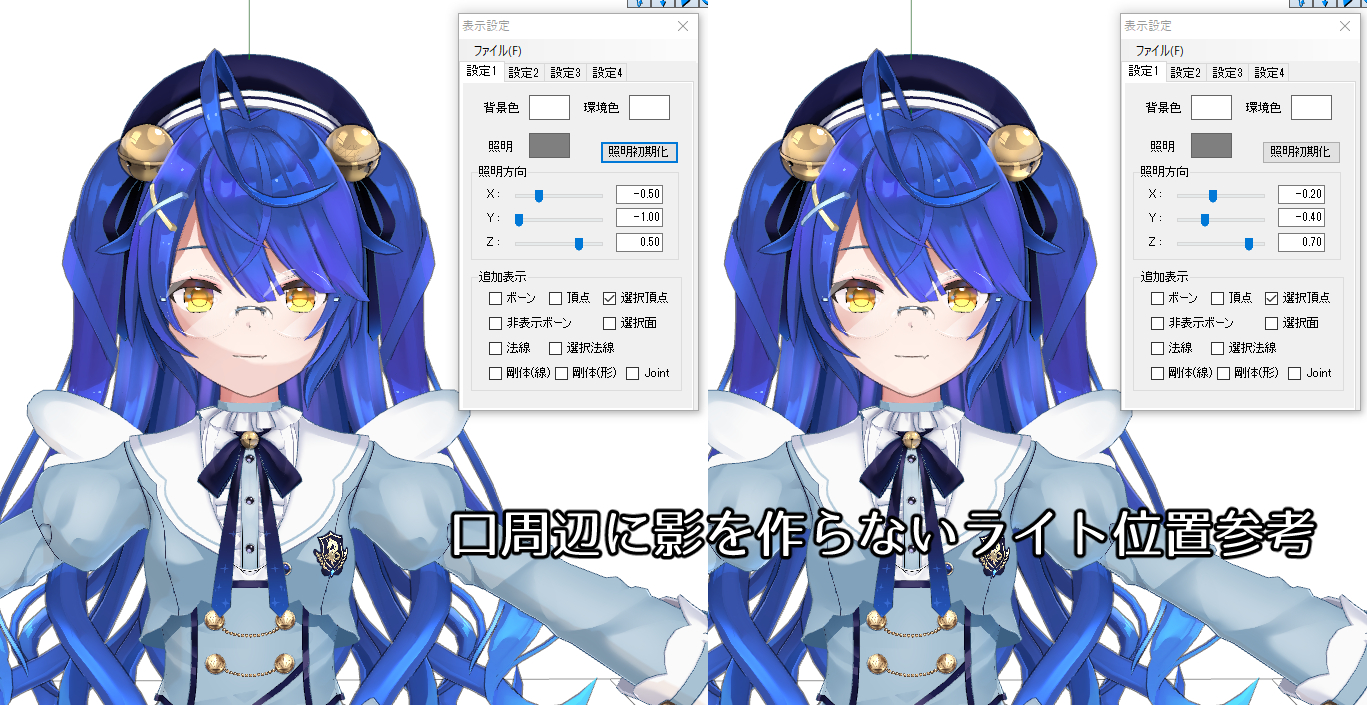 表示設定
ファイル(F)
設定1 設定2 設定3 設定4
背景色 環境色
照明 照明初期化
照明方向
X: -0.50
Y: -1.00
Z: 0.50
追加表示
ボーン 頂点 選択頂点
非表示ボーン 選択面
法線 選択法線
剛体(線) 剛体(形) Joint
表示設定
ファイル(F)
設定1 設定2 設定3 設定4
背景色 環境色
照明 照明初期化
照明方向
X: -0.20
Y: -0.40
Z: 0.70
追加表示
ボーン 頂点 選択頂点
非表示ボーン 選択面
法線 選択法線
剛体(線) 剛体(形) Joint
口周辺に影を作らないライト位置参考